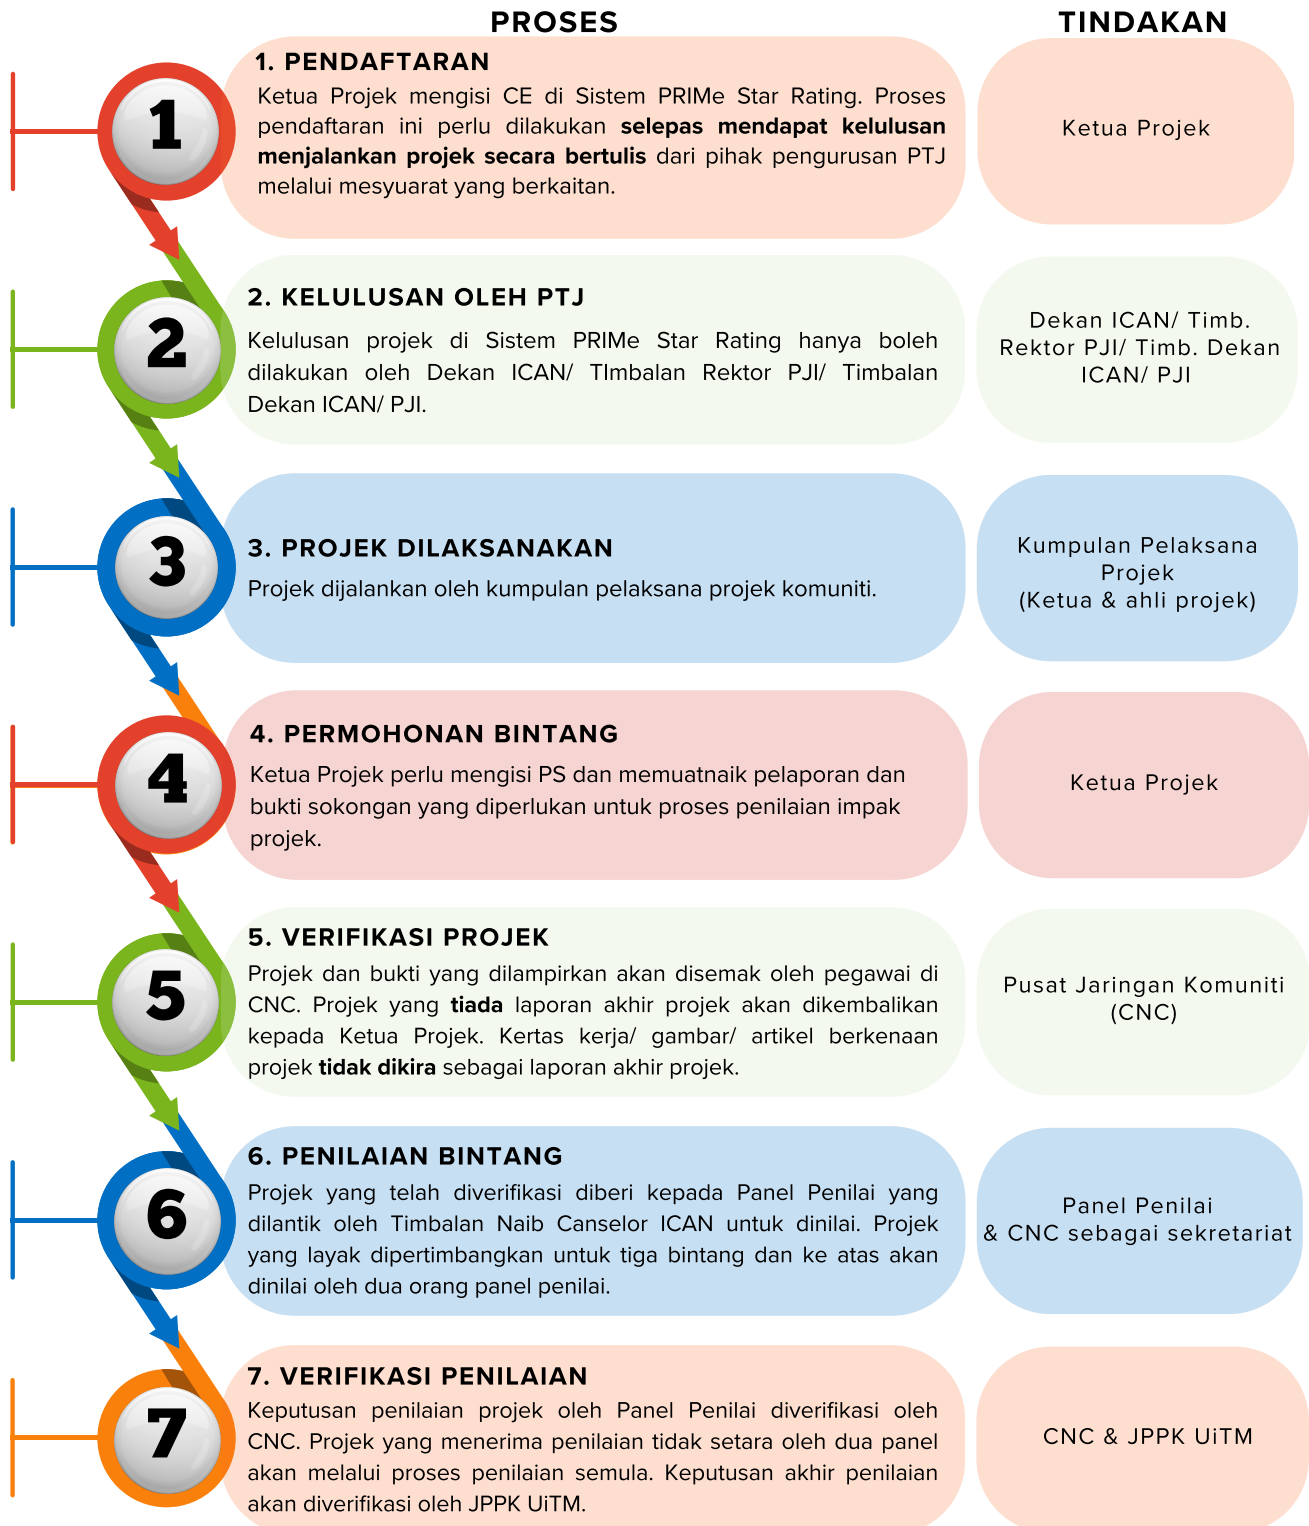 PROSES
TINDAKAN
1
1. PENDAFTARAN
Ketua Projek mengisi CE di Sistem PRIMe Star Rating. Proses
pendaftaran ini perlu dilakukan selepas mendapat kelulusan
menjalankan projek secara bertulis dari pihak pengurusan PTJ
melalui mesyuarat yang berkaitan.
Ketua Projek
2
2. KELULUSAN OLEH PTJ
Kelulusan projek di Sistem PRIMe Star Rating hanya boleh
dilakukan oleh Dekan ICAN/ TImbalan Rektor PJI/ Timbalan
Dekan ICAN/ PJI.
Dekan ICAN/ Timb.
Rektor PJI/ Timb. Dekan
ICAN/ PJI
3
3. PROJEK DILAKSANAKAN
Projek dijalankan oleh kumpulan pelaksana projek komuniti.
Kumpulan Pelaksana
Projek
(Ketua & ahli projek)
4
4. PERMOHONAN BINTANG
Ketua Projek perlu mengisi PS dan memuatnaik pelaporan dan
bukti sokongan yang diperlukan untuk proses penilaian impak
projek.
Ketua Projek
5
5. VERIFIKASI PROJEK
Projek dan bukti yang dilampirkan akan disemak oleh pegawai di
CNC. Projek yang tiada laporan akhir projek akan dikembalikan
kepada Ketua Projek. Kertas kerja/ gambar/ artikel berkenaan
projek tidak dikira sebagai laporan akhir projek.
Pusat Jaringan Komuniti
(CNC)
6
6. PENILAIAN BINTANG
Projek yang telah diverifikasi diberi kepada Panel Penilai yang
dilantik oleh Timbalan Naib Canselor ICAN untuk dinilai. Projek
yang layak dipertimbangkan untuk tiga bintang dan ke atas akan
dinilai oleh dua orang panel penilai.
Panel Penilai
& CNC sebagai sekretariat
7
7. VERIFIKASI PENILAIAN
Keputusan penilaian projek oleh Panel Penilai diverifikasi oleh
CNC. Projek yang menerima penilaian tidak setara oleh dua panel
akan melalui proses penilaian semula. Keputusan akhir penilaian
akan diverifikasi oleh JPPK UiTM.
CNC & JPPK UiTM